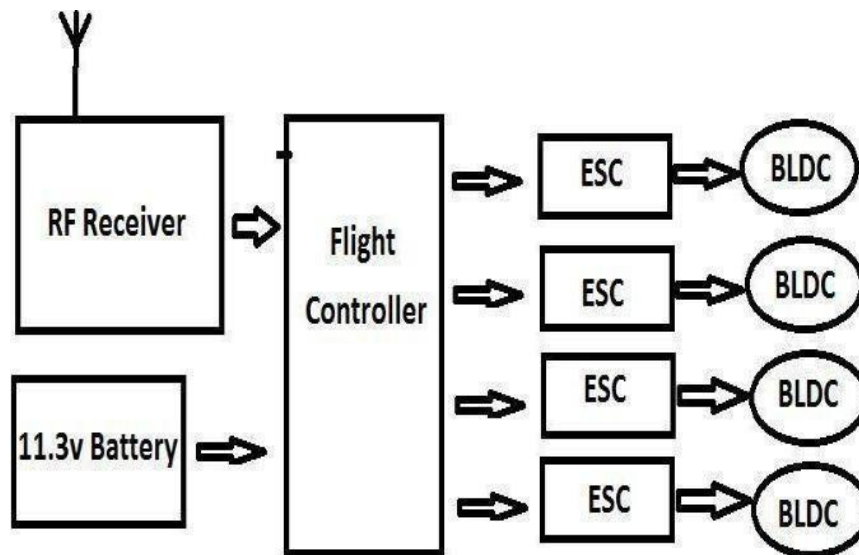 RF Receiver
11.3v Battery
Flight
Controller
ESC
BLDC
ESC
BLDC
ESC
BLDC
ESC
BLDC